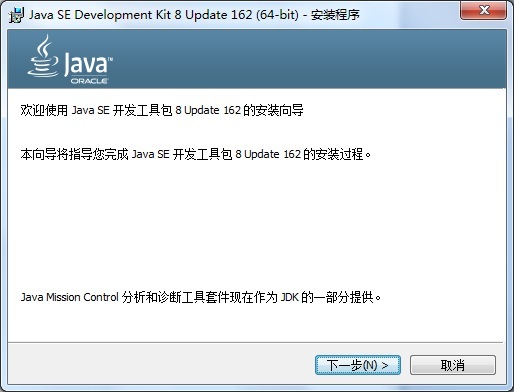 Java SE Development Kit 8 Update 162 (64-bit) - 安装程序
Java™
ORACLE
欢迎使用 Java SE 开发工具包 8 Update 162 的安装向导
本向导将指导您完成 Java SE 开发工具包 8 Update 162 的安装过程。
Java Mission Control 分析和诊断工具套件现在作为 JDK 的一部分提供。
下一步(N) >
取消